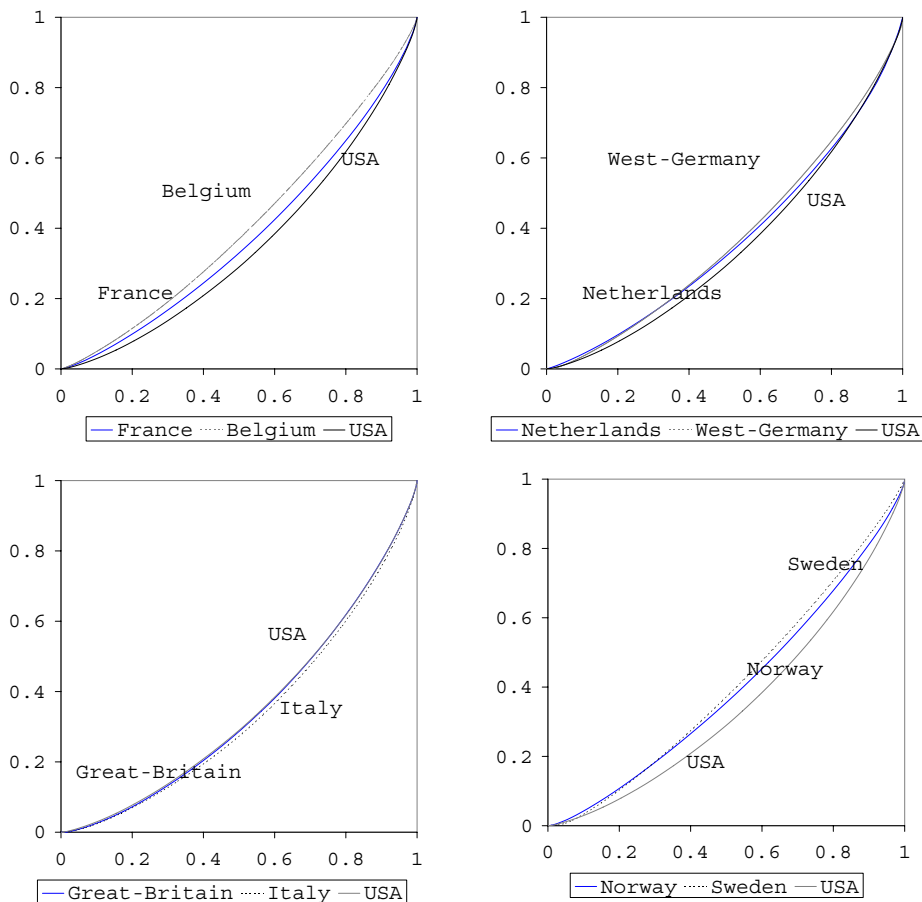 1
0.8
0.6
0.4
0.2
0
USA
Belgium
France
0 0.2 0.4 0.6 0.8 1
France Belgium USA
1
0.8
0.6
0.4
0.2
0
West-Germany
USA
Netherlands
0 0.2 0.4 0.6 0.8 1
Netherlands West-Germany USA
1
0.8
0.6
0.4
0.2
0
USA
Italy
Great-Britain
0 0.2 0.4 0.6 0.8 1
Great-Britain Italy USA
1
0.8
0.6
0.4
0.2
0
Sweden
Norway
USA
0 0.2 0.4 0.6 0.8 1
Norway Sweden USA